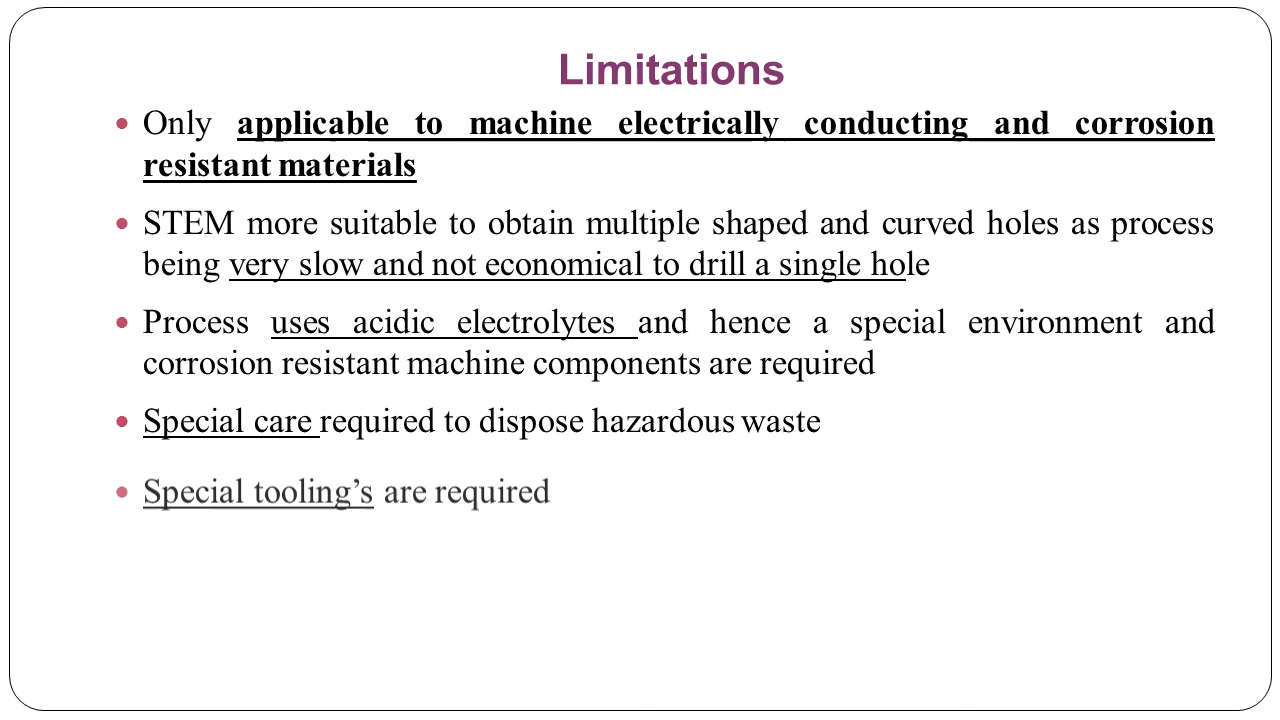 Limitations
• Only applicable to machine electrically conducting and corrosion
resistant materials
• STEM more suitable to obtain multiple shaped and curved holes as process
being very slow and not economical to drill a single hole
• Process uses acidic electrolytes and hence a special environment and
corrosion resistant machine components are required
• Special care required to dispose hazardous waste
• Special tooling’s are required